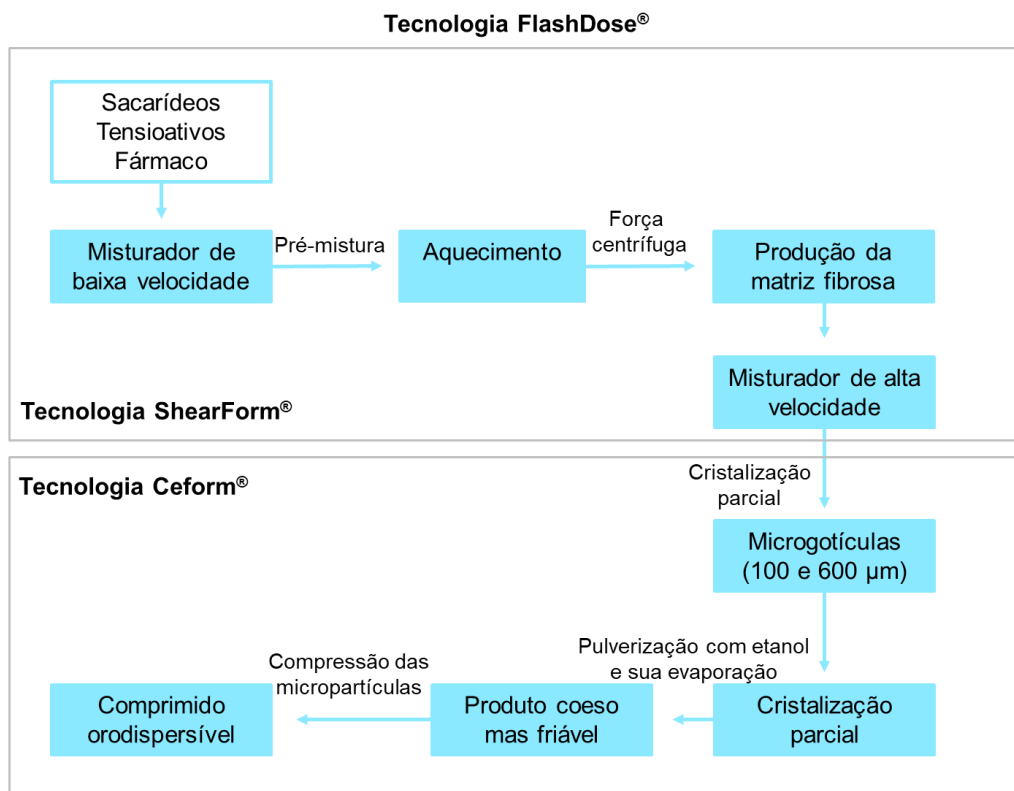 Tecnologia FlashDose®
Sacarídeos
Tensioativos
Fármaco
Misturador de
baixa velocidade
Pré-mistura
Aquecimento
Força
centrífuga
Produção da
matriz fibrosa
Misturador de alta
velocidade
Tecnologia ShearForm®
Tecnologia Ceform®
Cristalização
parcial
Microgotículas
(100 e 600 µm)
Pulverização com etanol
e sua evaporação
Cristalização
parcial
Produto coeso
mas friável
Compressão das
micropartículas
Comprimido
orodispersível